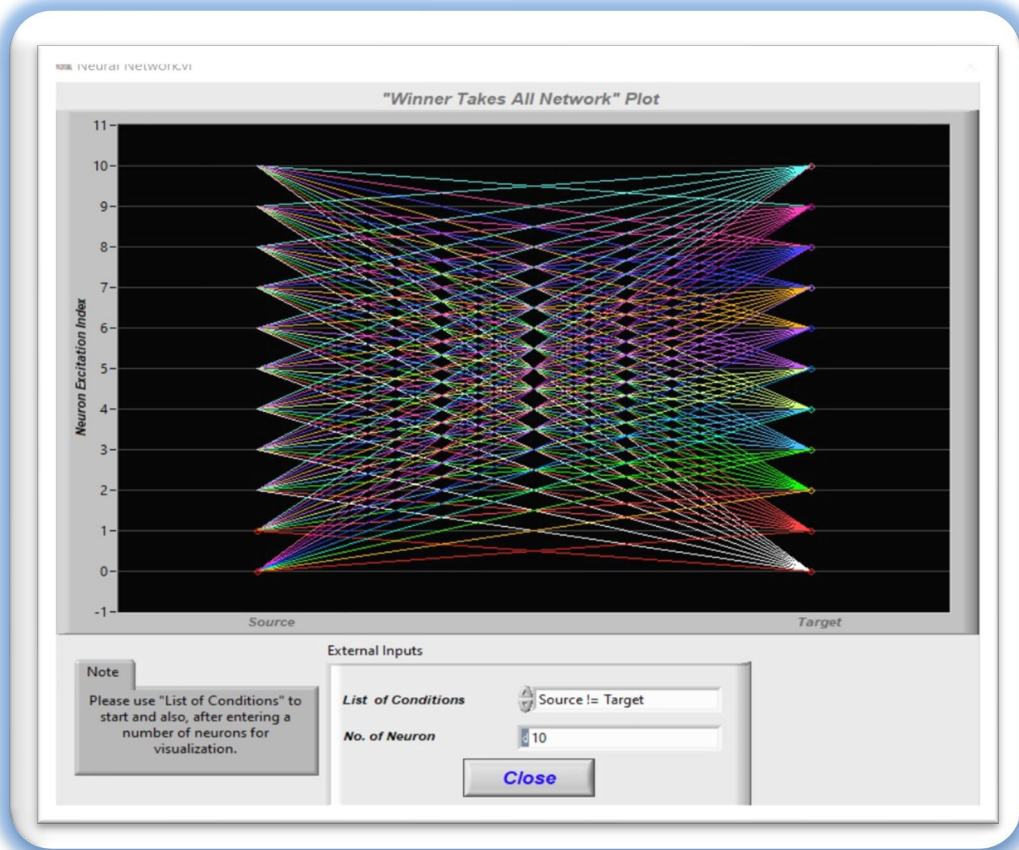 Neural Network.vi
"Winner Takes All Network" Plot
Neuron Excitation Index
11
10
9
8
7
6
5
4
3
2
1
0
-1
Source
Target
External Inputs
Note
Please use "List of Conditions" to
start and also, after entering a
number of neurons for
visualization.
List of Conditions
Source != Target
No. of Neuron
d 10
Close